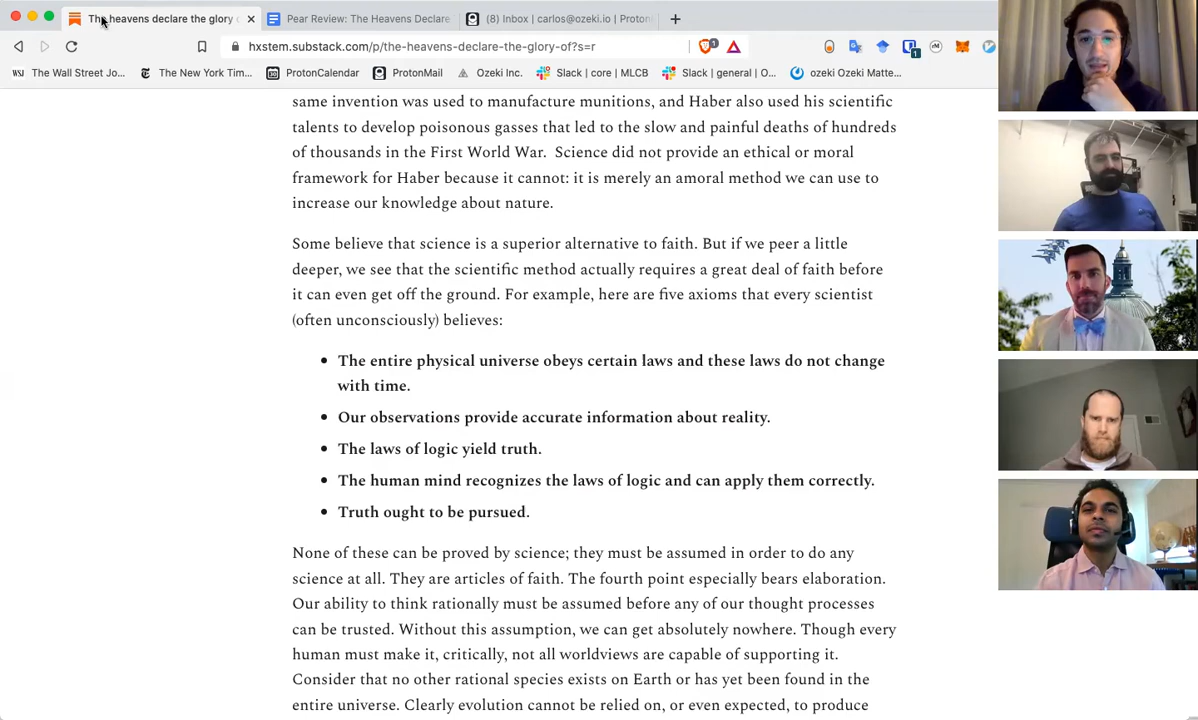 The heavens declare the glory
Pear Review: The Heavens Declare
(8) Inbox | carlos@ozeki.io | Proton
hxstem.substack.com/p/the-heavens-declare-the-glory-of?s=r
1
1
WSJ The Wall Street Jo...
The New York Tim...
ProtonCalendar
ProtonMail
Ozeki Inc.
Slack | core | MLCB
Slack | general | O...
ozeki Ozeki Matte...
same invention was used to manufacture munitions, and Haber also used his scientific
talents to develop poisonous gasses that led to the slow and painful deaths of hundreds
of thousands in the First World War. Science did not provide an ethical or moral
framework for Haber because it cannot: it is merely an amoral method we can use to
increase our knowledge about nature.
Some believe that science is a superior alternative to faith. But if we peer a little
deeper, we see that the scientific method actually requires a great deal of faith before
it can even get off the ground. For example, here are five axioms that every scientist
(often unconsciously) believes:
• The entire physical universe obeys certain laws and these laws do not change
with time.
• Our observations provide accurate information about reality.
• The laws of logic yield truth.
• The human mind recognizes the laws of logic and can apply them correctly.
• Truth ought to be pursued.
None of these can be proved by science; they must be assumed in order to do any
science at all. They are articles of faith. The fourth point especially bears elaboration.
Our ability to think rationally must be assumed before any of our thought processes
can be trusted. Without this assumption, we can get absolutely nowhere. Though every
human must make it, critically, not all worldviews are capable of supporting it.
Consider that no other rational species exists on Earth or has yet been found in the
entire universe. Clearly evolution cannot be relied on, or even expected, to produce